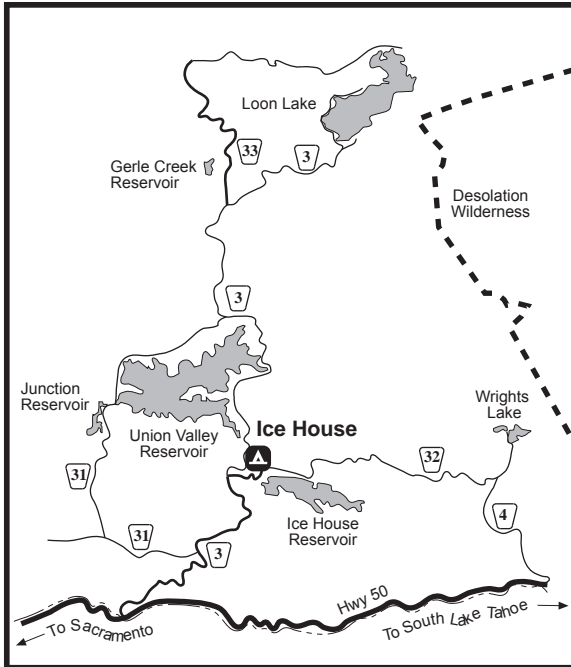 Loon Lake
33
3
Gerle Creek
Reservoir
Desolation
Wilderness
3
Junction
Reservoir
Union Valley
Reservoir
Ice House
Wrights
Lake
31
32
Ice House
Reservoir
4
31
3
Hwy 50
To Sacramento
To South Lake Tahoe